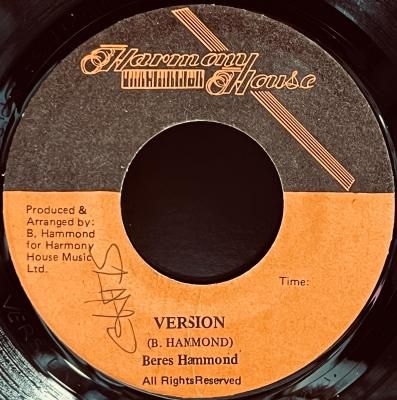 Harmony
House
Produced &
Arranged by:
B. Hammond
for Harmony
House Music
Ltd.
Time:
VERSION
(B. HAMMOND)
Beres Hammond
All RightsReserved